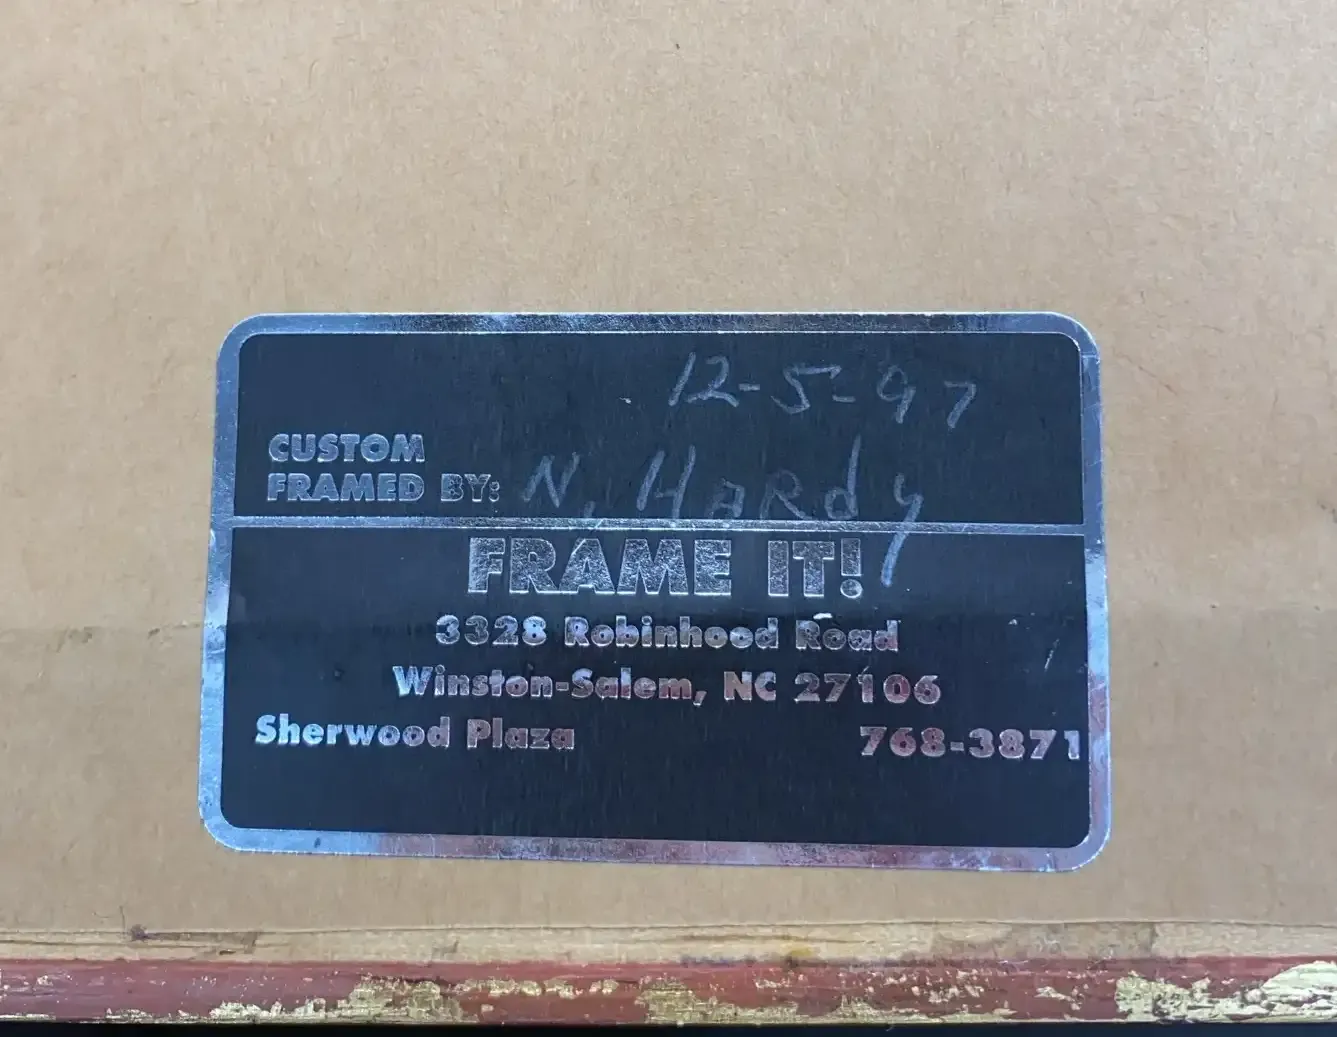 12-5-97
CUSTOM
FRAMED BY: N. HARdy
FRAME IT!
3328 Robinhood Road
Winston-Salem, NC 27106
Sherwood Plaza 768-3871